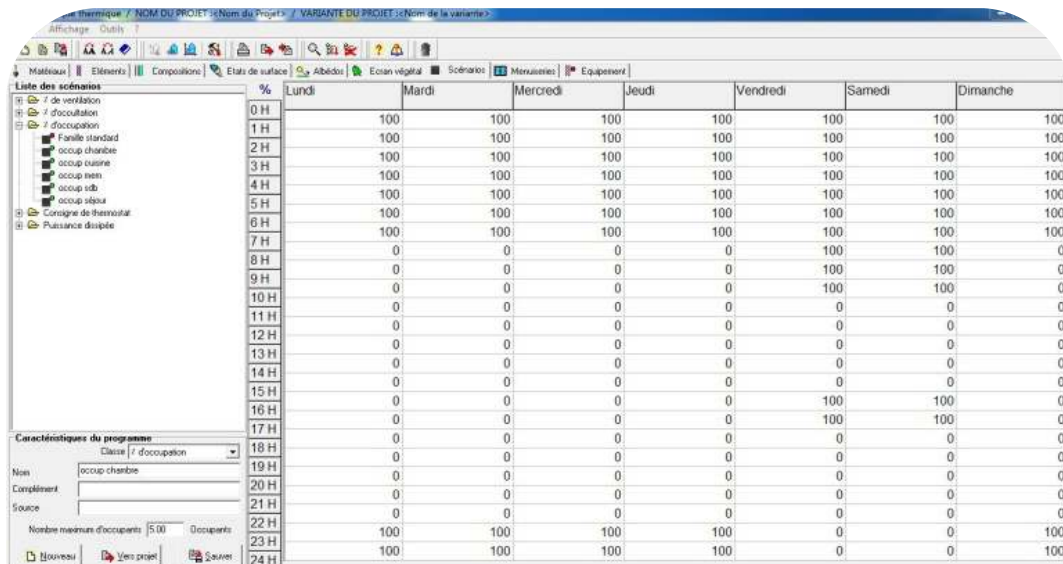 que thermique / NOM DU PROJET :<Nom du Projet> / VARIANTE DU PROJET :<Nom de la variante>
Affichage Outils ?
Matériaux Eléments Compositions Etats de surface Albédos Ecran végétal Scénarios Menuiseries Equipement
Liste des scénarios
% de ventilation
% d'occultation
% d'occupation
Famille standard
occup chambre
occup cuisine
occup mem
occup sdb
occup séjour
Consigne de thermostat
Puissance dissipée
Caractéristiques du programme
Classe % d'occupation
Nom occup chambre
Complément
Source
Nombre maximum d'occupants 5.00 Occupants
Nouveau Vers projet Sauver
% Lundi Mardi Mercredi Jeudi Vendredi Samedi Dimanche
0 H
100 100 100 100 100 100 100
1 H
100 100 100 100 100 100 100
2 H
100 100 100 100 100 100 100
3 H
100 100 100 100 100 100 100
4 H
100 100 100 100 100 100 100
5 H
100 100 100 100 100 100 100
6 H
100 100 100 100 100 100 100
7 H
0 0 0 0 100 100 0
8 H
0 0 0 0 100 100 0
9 H
0 0 0 0 100 100 0
10 H
0 0 0 0 0 0 0
11 H
0 0 0 0 0 0 0
12 H
0 0 0 0 0 0 0
13 H
0 0 0 0 0 0 0
14 H
0 0 0 0 0 0 0
15 H
0 0 0 0 100 100 0
16 H
0 0 0 0 100 100 0
17 H
0 0 0 0 0 0 0
18 H
0 0 0 0 0 0 0
19 H
0 0 0 0 0 0 0
20 H
0 0 0 0 0 0 0
21 H
0 0 0 0 0 0 0
22 H
100 100 100 100 0 0 100
23 H
100 100 100 100 0 0 100
24 H